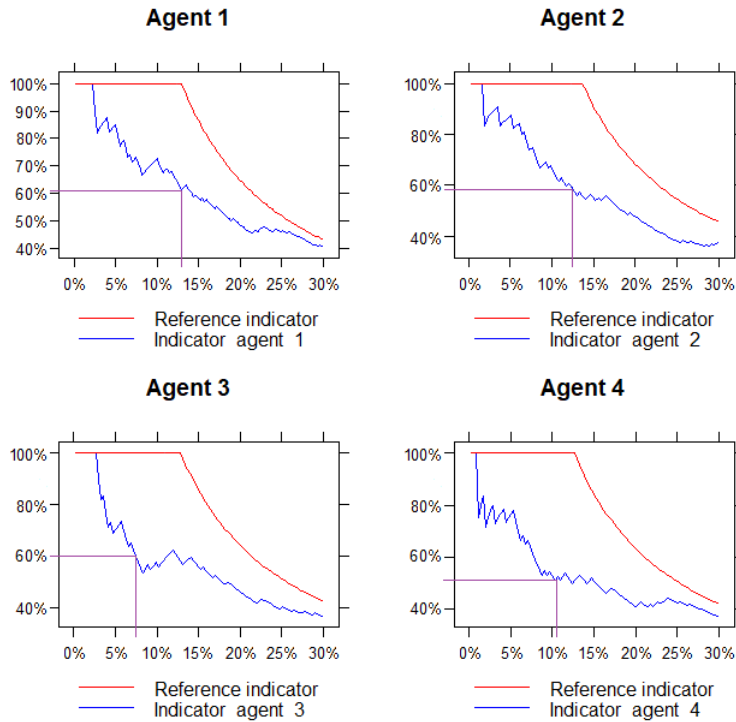 Agent 1
100%
90%
80%
70%
60%
50%
40%
0% 5% 10% 15% 20% 25% 30%
Reference indicator
Indicator agent 1
Agent 2
100%
80%
60%
40%
0% 5% 10% 15% 20% 25% 30%
Reference indicator
Indicator agent 2
Agent 3
100%
80%
60%
40%
0% 5% 10% 15% 20% 25% 30%
Reference indicator
Indicator agent 3
Agent 4
100%
80%
60%
40%
0% 5% 10% 15% 20% 25% 30%
Reference indicator
Indicator agent 4